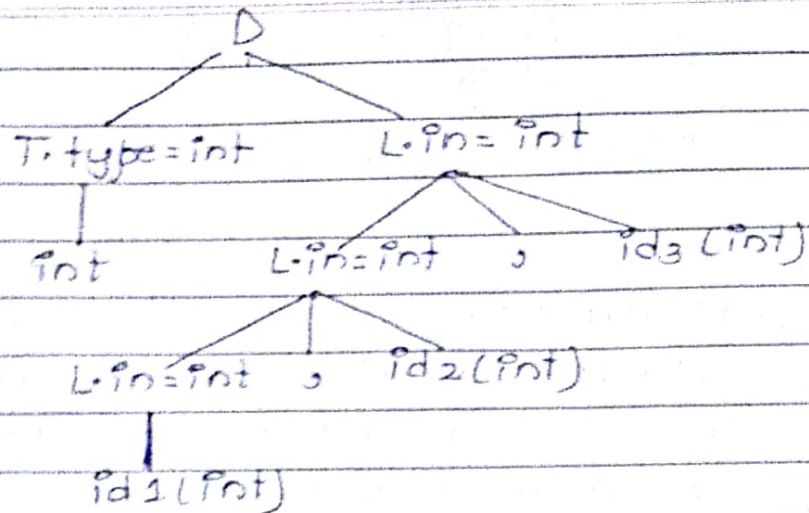 D
T.type=int L.in=int
int L.in=int , id3 (int)
L.in=int , id2(int)
id1(int)